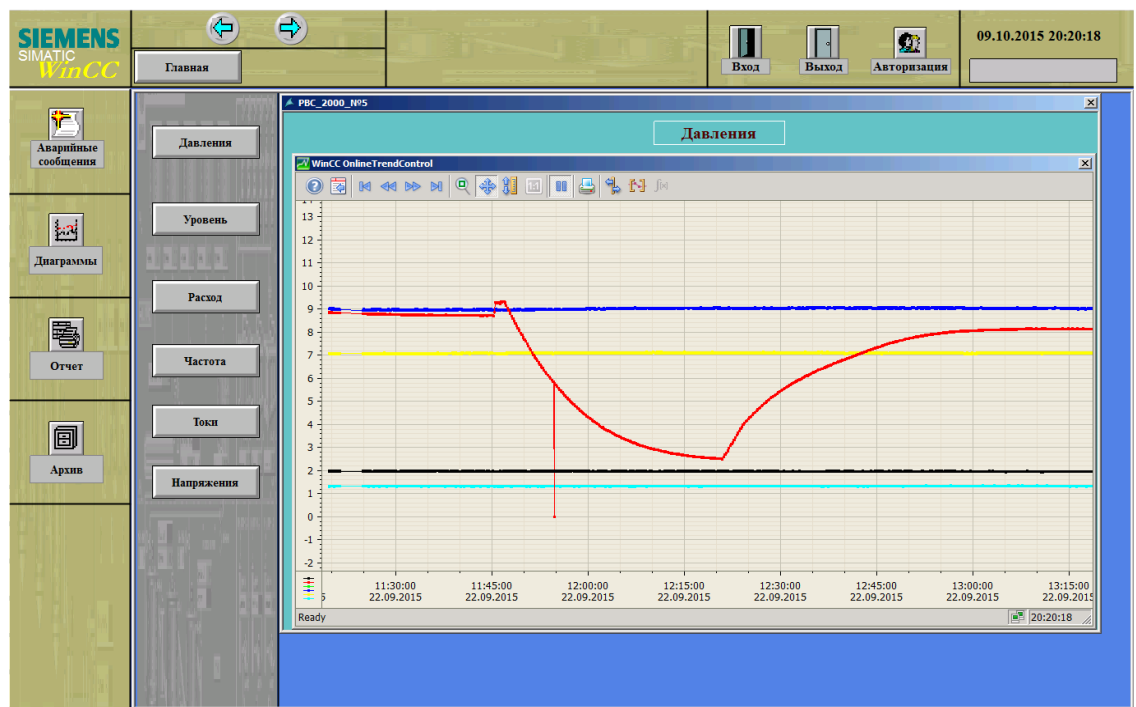 SIEMENS
SIMATIC
WinCC
Главная
Вход
Выход
Авторизация
09.10.2015 20:20:18
Аварийные
сообщения
Диаграммы
Отчет
Архив
Давления
Уровень
Расход
Частота
Токи
Напряжения
PBC_2000_№5
Давления
WinCC OnlineTrendControl
13
12
11
10
9
8
7
6
5
4
3
2
1
0
-1
-2
11:30:00 11:45:00 12:00:00 12:15:00 12:30:00 12:45:00 13:00:00 13:15:00
22.09.2015 22.09.2015 22.09.2015 22.09.2015 22.09.2015 22.09.2015 22.09.2015 22.09.2015
Ready
20:20:18